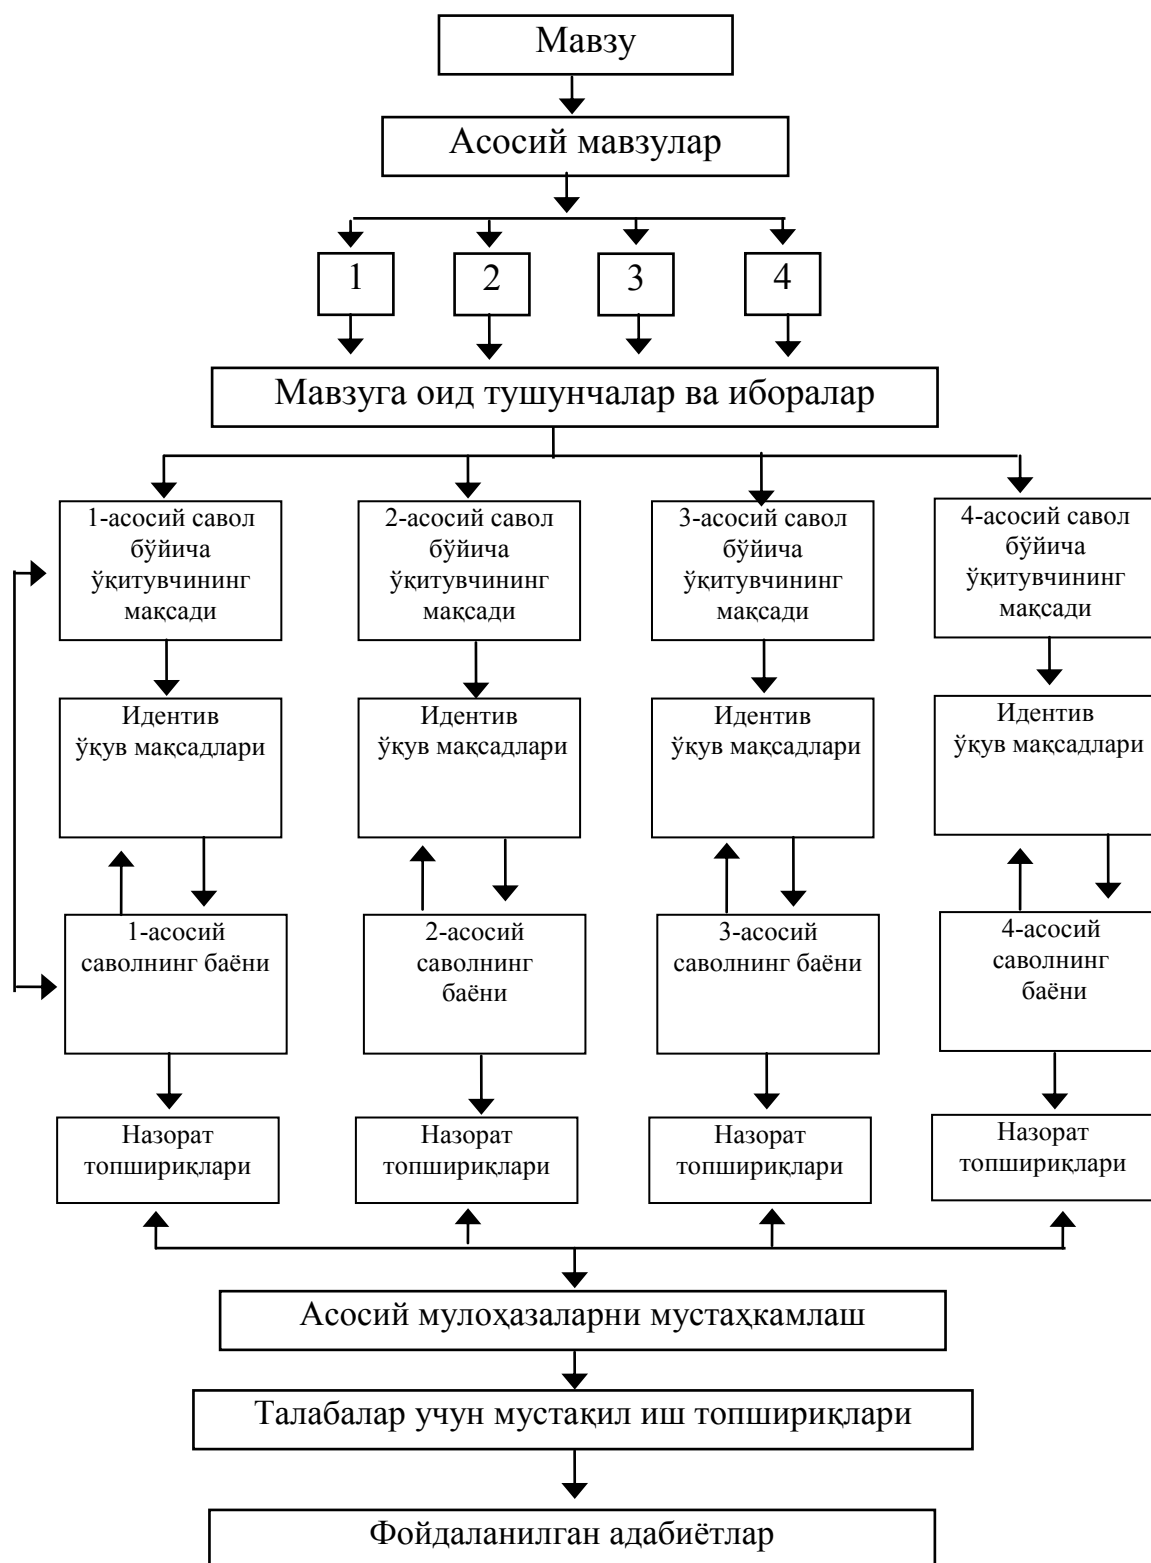 Мавзу
Асосий мавзулар
1
2
3
4
Мавзуга оид тушунчалар ва иборалар
1-асосий савол
бўйича
ўқитувчининг
мақсади
2-асосий савол
бўйича
ўқитувчининг
мақсади
3-асосий савол
бўйича
ўқитувчининг
мақсади
4-асосий савол
бўйича
ўқитувчининг
мақсади
Идентив
ўқув мақсадлари
Идентив
ўқув мақсадлари
Идентив
ўқув мақсадлари
Идентив
ўқув мақсадлари
1-асосий
саволнинг баёни
2-асосий
саволнинг
баёни
3-асосий
саволнинг баёни
4-асосий
саволнинг
баёни
Назорат
топшириқлари
Назорат
топшириқлари
Назорат
топшириқлари
Назорат
топшириқлари
Асосий мулоҳазаларни мустаҳкамлаш
Талабалар учун мустақил иш топшириқлари
Фойдаланилган адабиётлар